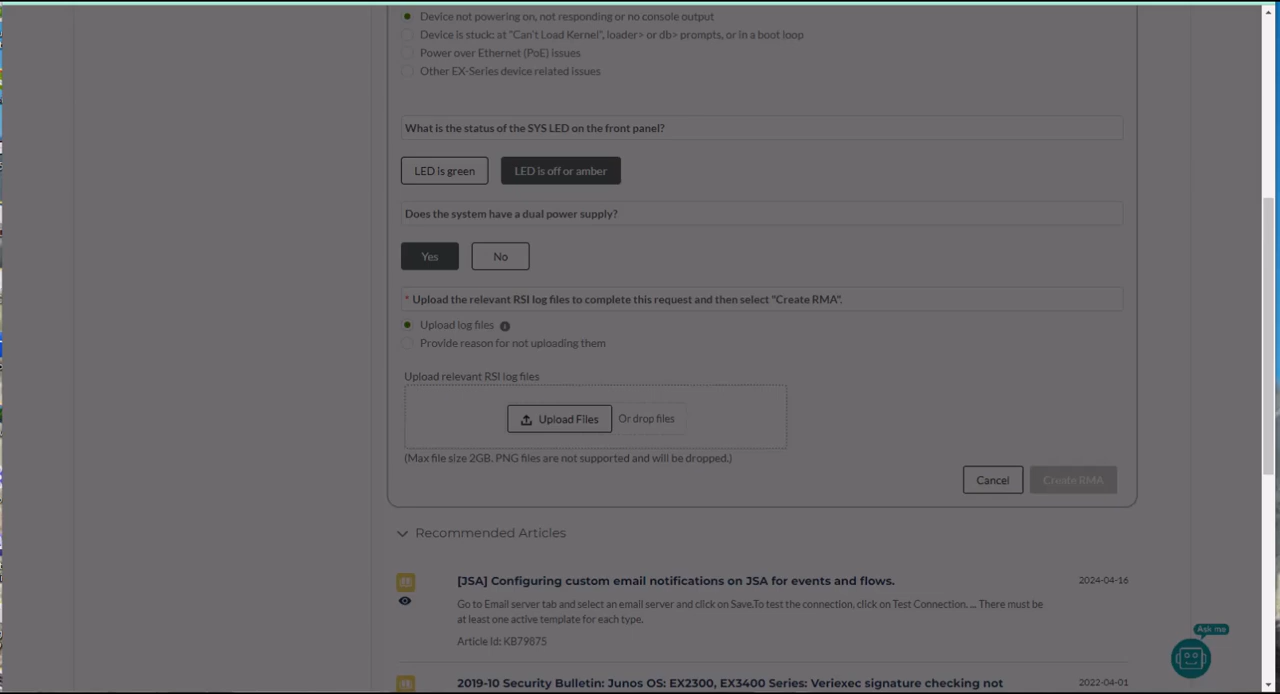 Device not powering on, not responding or no console output
Device is stuck: at "Can't Load Kernel", loader> or db> prompts, or in a boot loop
Power over Ethernet (PoE) issues
Other EX-Series device related issues
What is the status of the SYS LED on the front panel?
LED is green LED is off or amber
Does the system have a dual power supply?
Yes No
* Upload the relevant RSI log files to complete this request and then select "Create RMA".
Upload log files
Provide reason for not uploading them
Upload relevant RSI log files
Upload Files Or drop files
(Max file size 2GB. PNG files are not supported and will be dropped.)
Cancel Create RMA
Recommended Articles
[JSA] Configuring custom email notifications on JSA for events and flows. 2024-04-16
Go to Email server tab and select an email server and click on Save.To test the connection, click on Test Connection. ... There must be
at least one active template for each type.
Article Id: KB79875
Ask me
2019-10 Security Bulletin: Junos OS: EX2300, EX3400 Series: Veriexec signature checking not 2022-04-01